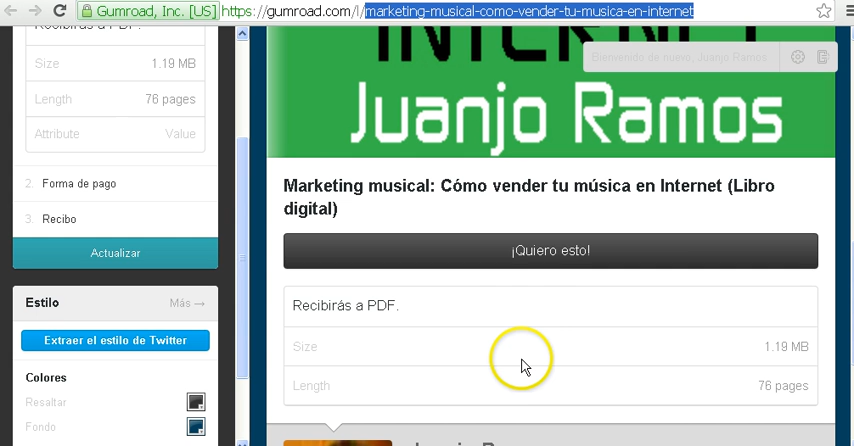 Gumroad, Inc. [US] https://gumroad.com/l/marketing-musical-como-vender-tu-musica-en-internet
Recibirás a PDF.
Size 1.19 MB
Length 76 pages
Attribute Value
2. Forma de pago
3. Recibo
Actualizar
Estilo Más →
Extraer el estilo de Twitter
Colores
Resaltar
Fondo
INTERNET
Bienvenido de nuevo, Juanjo Ramos
Juanjo Ramos
Marketing musical: Cómo vender tu música en Internet (Libro
digital)
¡Quiero esto!
Recibirás a PDF.
Size 1.19 MB
Length 76 pages